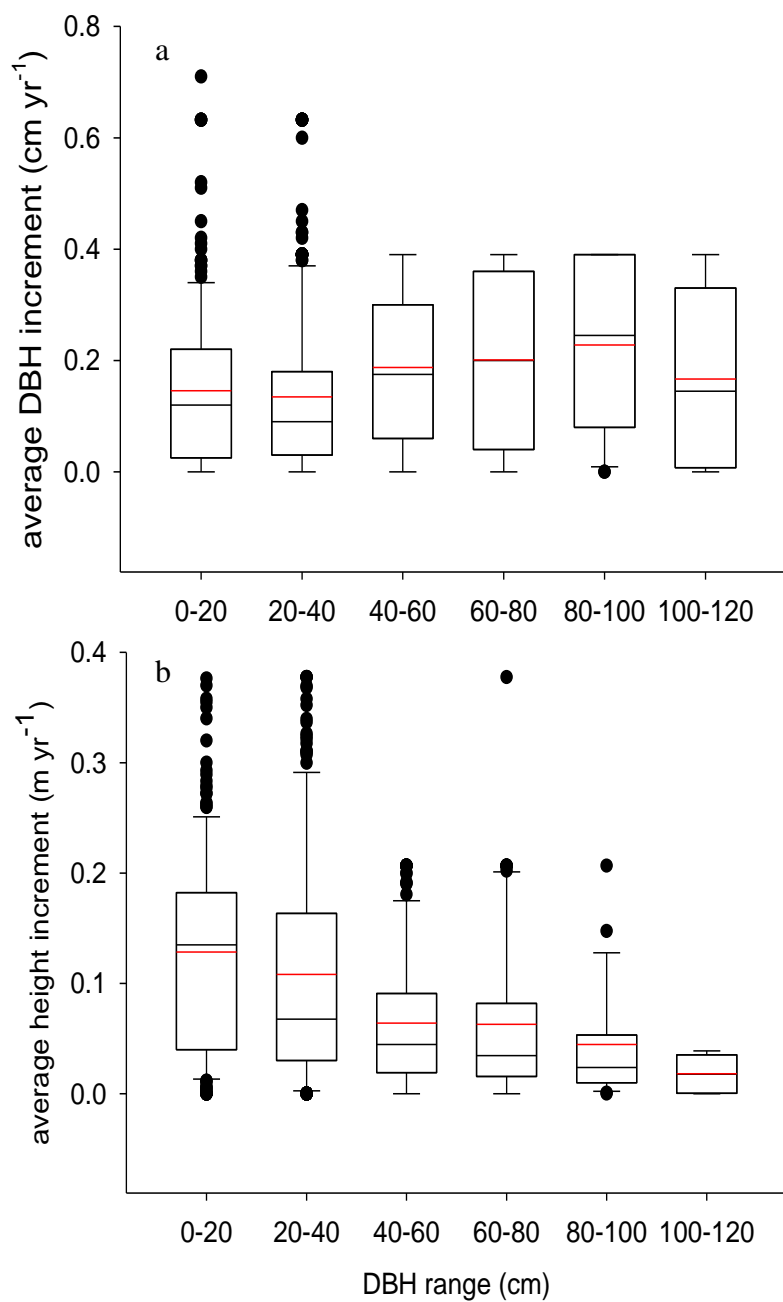 a
average DBH increment (cm yr-1)
0.8
0.6
0.4
0.2
0.0
0-20 20-40 40-60 60-80 80-100 100-120
b
average height increment (m yr-1)
0.4
0.3
0.2
0.1
0.0
0-20 20-40 40-60 60-80 80-100 100-120
DBH range (cm)